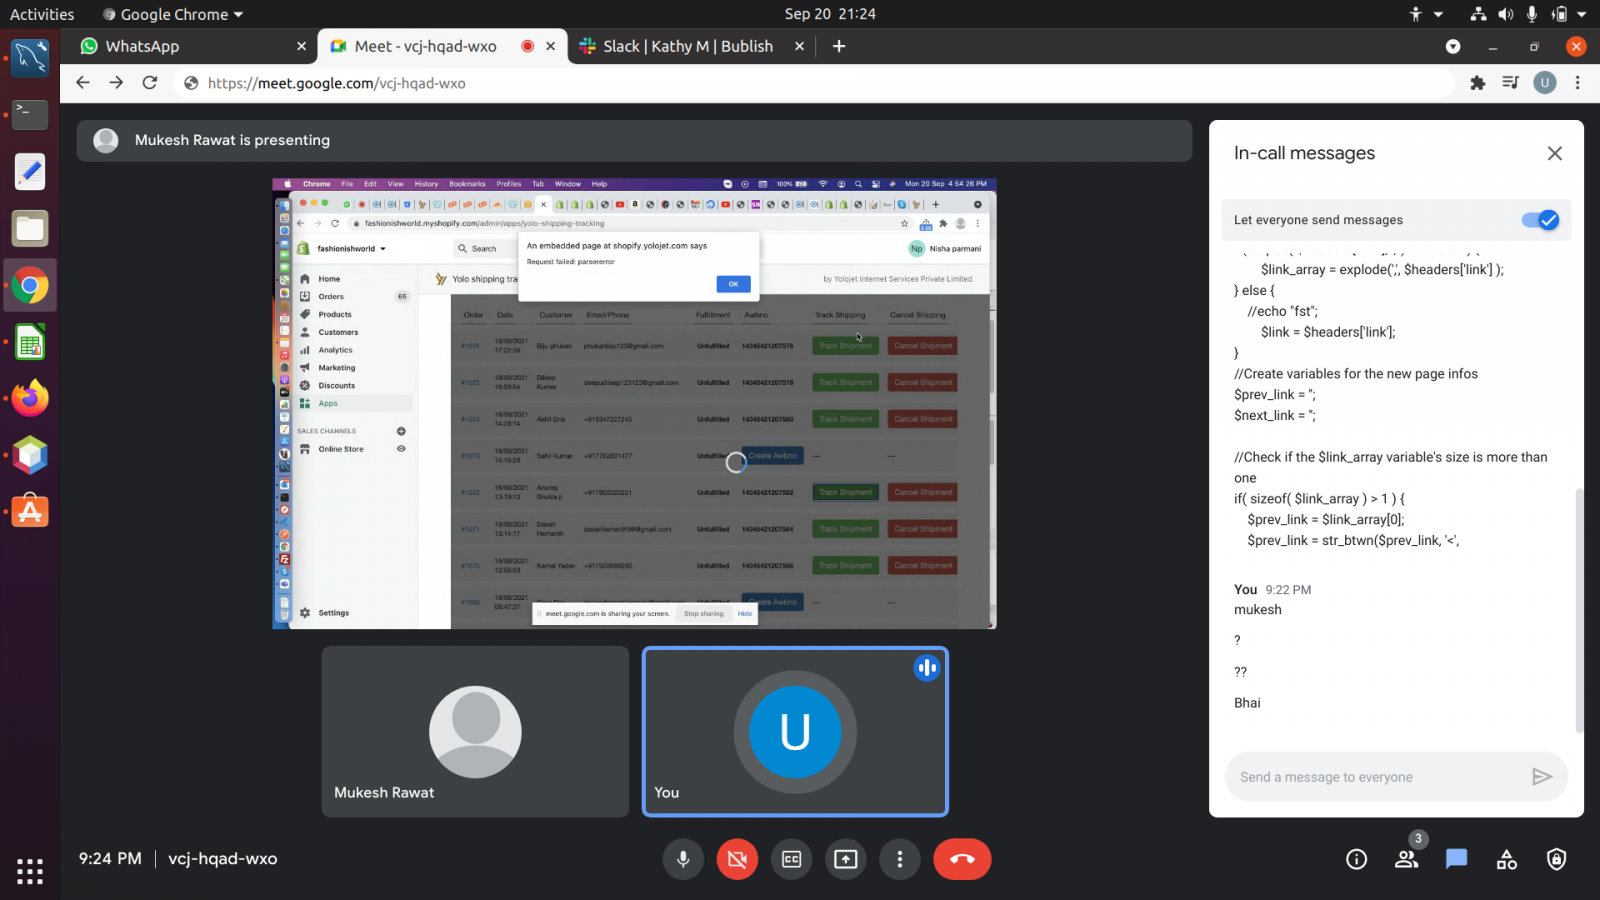 Activities
Google Chrome
Sep 20 21:24
WhatsApp
Meet - vcj-hqad-wxo
Slack | Kathy M | Bublish
https://meet.google.com/vcj-hqad-wxo
U
Mukesh Rawat is presenting
Chrome File Edit View History Bookmarks Profiles Tab Window Help
100%
Mon 20 Sep 4 54 26 PM
fashionishworld.myshopify.com/admin/apps/yolo-shipping-tracking
fashionishworld
Search
Np Nisha parmani
An embedded page at shopify.yolojet.com says
Request failed: parsererror
OK
Home
Orders 65
Products
Customers
Analytics
Marketing
Discounts
Apps
SALES CHANNELS
Online Store
Settings
Yolo shipping tra
by Yolojet Internet Services Private Limited
Order Date Customer Email/Phone Fulfillment Awbno Track Shipping Cancel Shipping
18/09/2021 17:22:36 Biju phukan phukanbiju123@gmail.com Unfulfilled 14345421207576 Track Shipment Cancel Shipment
18/09/2021 Dileep Kumar deepudileep123123@gmail.com Unfulfilled 14345421207578 Track Shipment Cancel Shipment
#1074 18/09/2021 14:28:14 Akhil Dns +919347227245 Unfulfilled 14345421207580 Track Shipment Cancel Shipment
#1073 18/09/2021 14:19:29 Sahil Kumar +917782831477 Unfulfilled Create Awbno --- ---
#1072 18/09/2021 13:19:13 Anurag Shukla ji Unfulfilled 14345421207582 Track Shipment Cancel Shipment
#1071 18/09/2021 13:14:17 Dasari Hemanth dasarihemanth99@gmail.com Unfulfilled 14345421207584 Track Shipment Cancel Shipment
#1070 18/09/2021 12:59:50 Kamal Yadav Unfulfilled 14345421207586 Track Shipment Cancel Shipment
18/09/2021 09:47:37 Create Awbno --- ---
meet.google.com is sharing your screen. Stop sharing Hide
Mukesh Rawat
U
You
In-call messages
Let everyone send messages
$link_array = explode(',', $headers['link'] );
} else {
//echo "fst";
$link = $headers['link'];
}
//Create variables for the new page infos
$prev_link = '';
$next_link = '';
//Check if the $link_array variable's size is more than
one
if( sizeof( $link_array ) > 1 ) {
$prev_link = $link_array[0];
$prev_link = str_btwn($prev_link, '<',
You 9:22 PM
mukesh
?
??
Bhai
Send a message to everyone
9:24 PM | vcj-hqad-wxo
3